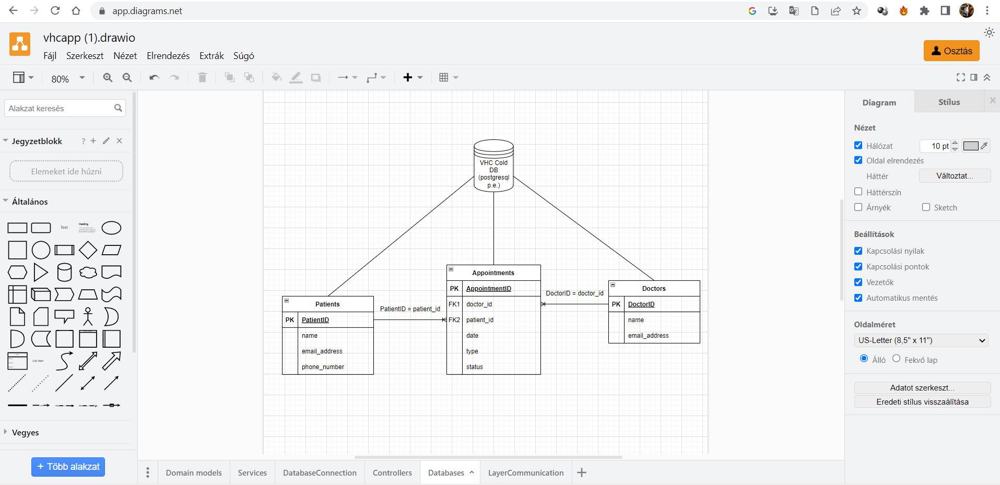 app.diagrams.net
vhcapp (1).drawio
Fájl Szerkeszt Nézet Elrendezés Extrák Súgó
Osztás
80%
Alakzat keresés
Jegyzetblokk ?
Elemeket ide húzni
Általános
Text
Heading
List Item
Vegyes
+ Több alakzat
VHC Cold
DB
(postgresql
p.e.)
Patients
PK PatientID
name
email_address
phone_number
PatientID = patient_id
Appointments
PK AppointmentID
FK1 doctor_id
FK2 patient_id
date
type
status
DoctorID = doctor_id
Doctors
PK DoctorID
name
email_address
Domain models Services DatabaseConnection Controllers Databases LayerCommunication
Diagram Stílus
Nézet
Hálózat 10 pt
Oldal elrendezés
Háttér Változtat...
Háttérszín
Árnyék Sketch
Beállítások
Kapcsolási nyilak
Kapcsolási pontok
Vezetők
Automatikus mentés
Oldalméret
US-Letter (8,5" x 11")
Álló Fekvő lap
Adatot szerkeszt...
Eredeti stílus visszaálítása